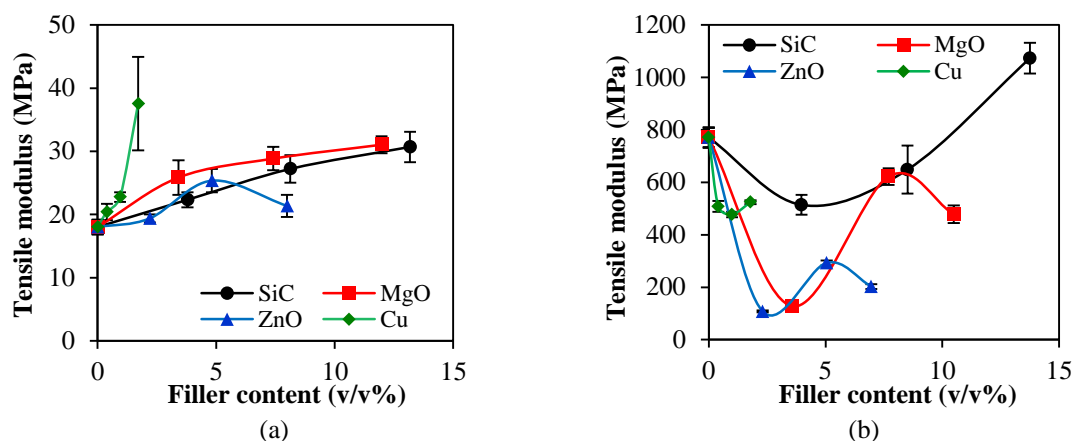 50
40
30
20
10
0
Tensile modulus (MPa)
SiC MgO
ZnO Cu
0 5 10 15
Filler content (v/v%)
(a)
1200
1000
800
600
400
200
0
Tensile modulus (MPa)
SiC MgO
ZnO Cu
0 5 10 15
Filler content (v/v%)
(b)